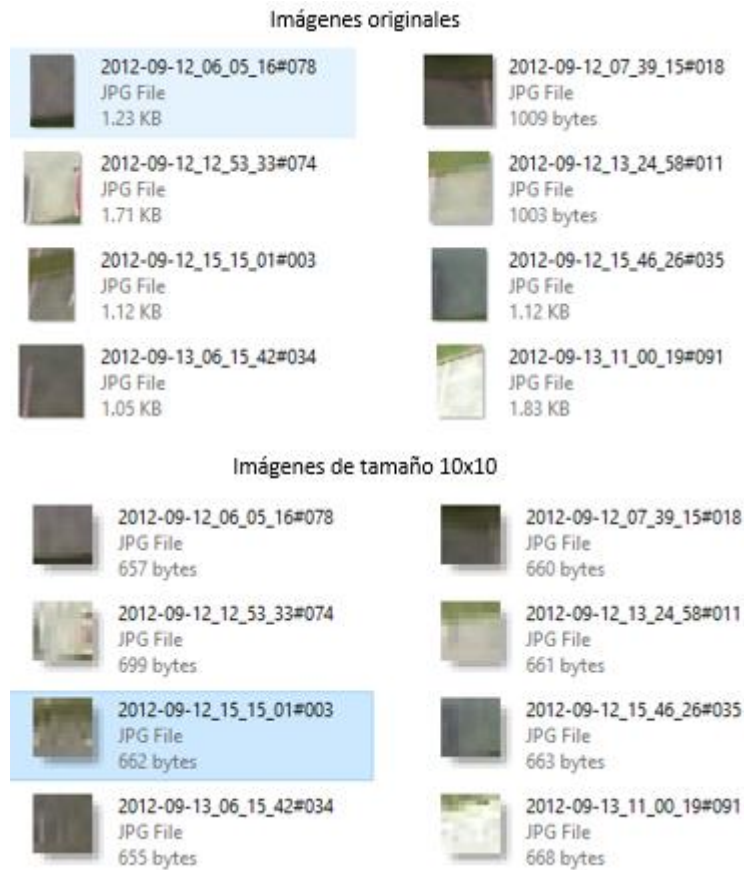 Imágenes originales
2012-09-12_06_05_16#078
JPG File
1.23 KB
2012-09-12_07_39_15#018
JPG File
1009 bytes
2012-09-12_12_53_33#074
JPG File
1.71 KB
2012-09-12_13_24_58#011
JPG File
1003 bytes
2012-09-12_15_15_01#003
JPG File
1.12 KB
2012-09-12_15_46_26#035
JPG File
1.12 KB
2012-09-13_06_15_42#034
JPG File
1.05 KB
2012-09-13_11_00_19#091
JPG File
1.83 KB
Imágenes de tamaño 10x10
2012-09-12_06_05_16#078
JPG File
657 bytes
2012-09-12_07_39_15#018
JPG File
660 bytes
2012-09-12_12_53_33#074
JPG File
699 bytes
2012-09-12_13_24_58#011
JPG File
661 bytes
2012-09-12_15_15_01#003
JPG File
662 bytes
2012-09-12_15_46_26#035
JPG File
663 bytes
2012-09-13_06_15_42#034
JPG File
655 bytes
2012-09-13_11_00_19#091
JPG File
668 bytes